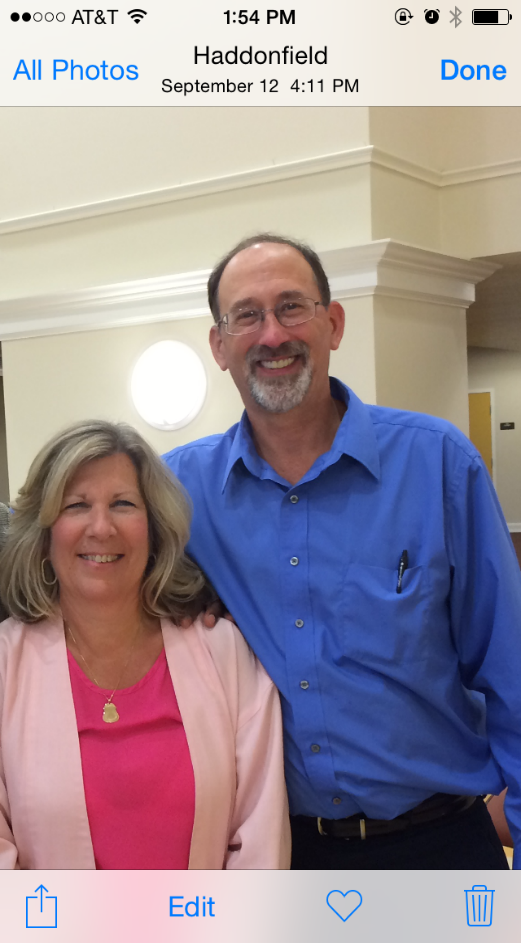 AT&T 1:54 PM
All Photos Haddonfield Done
September 12 4:11 PM
Edit